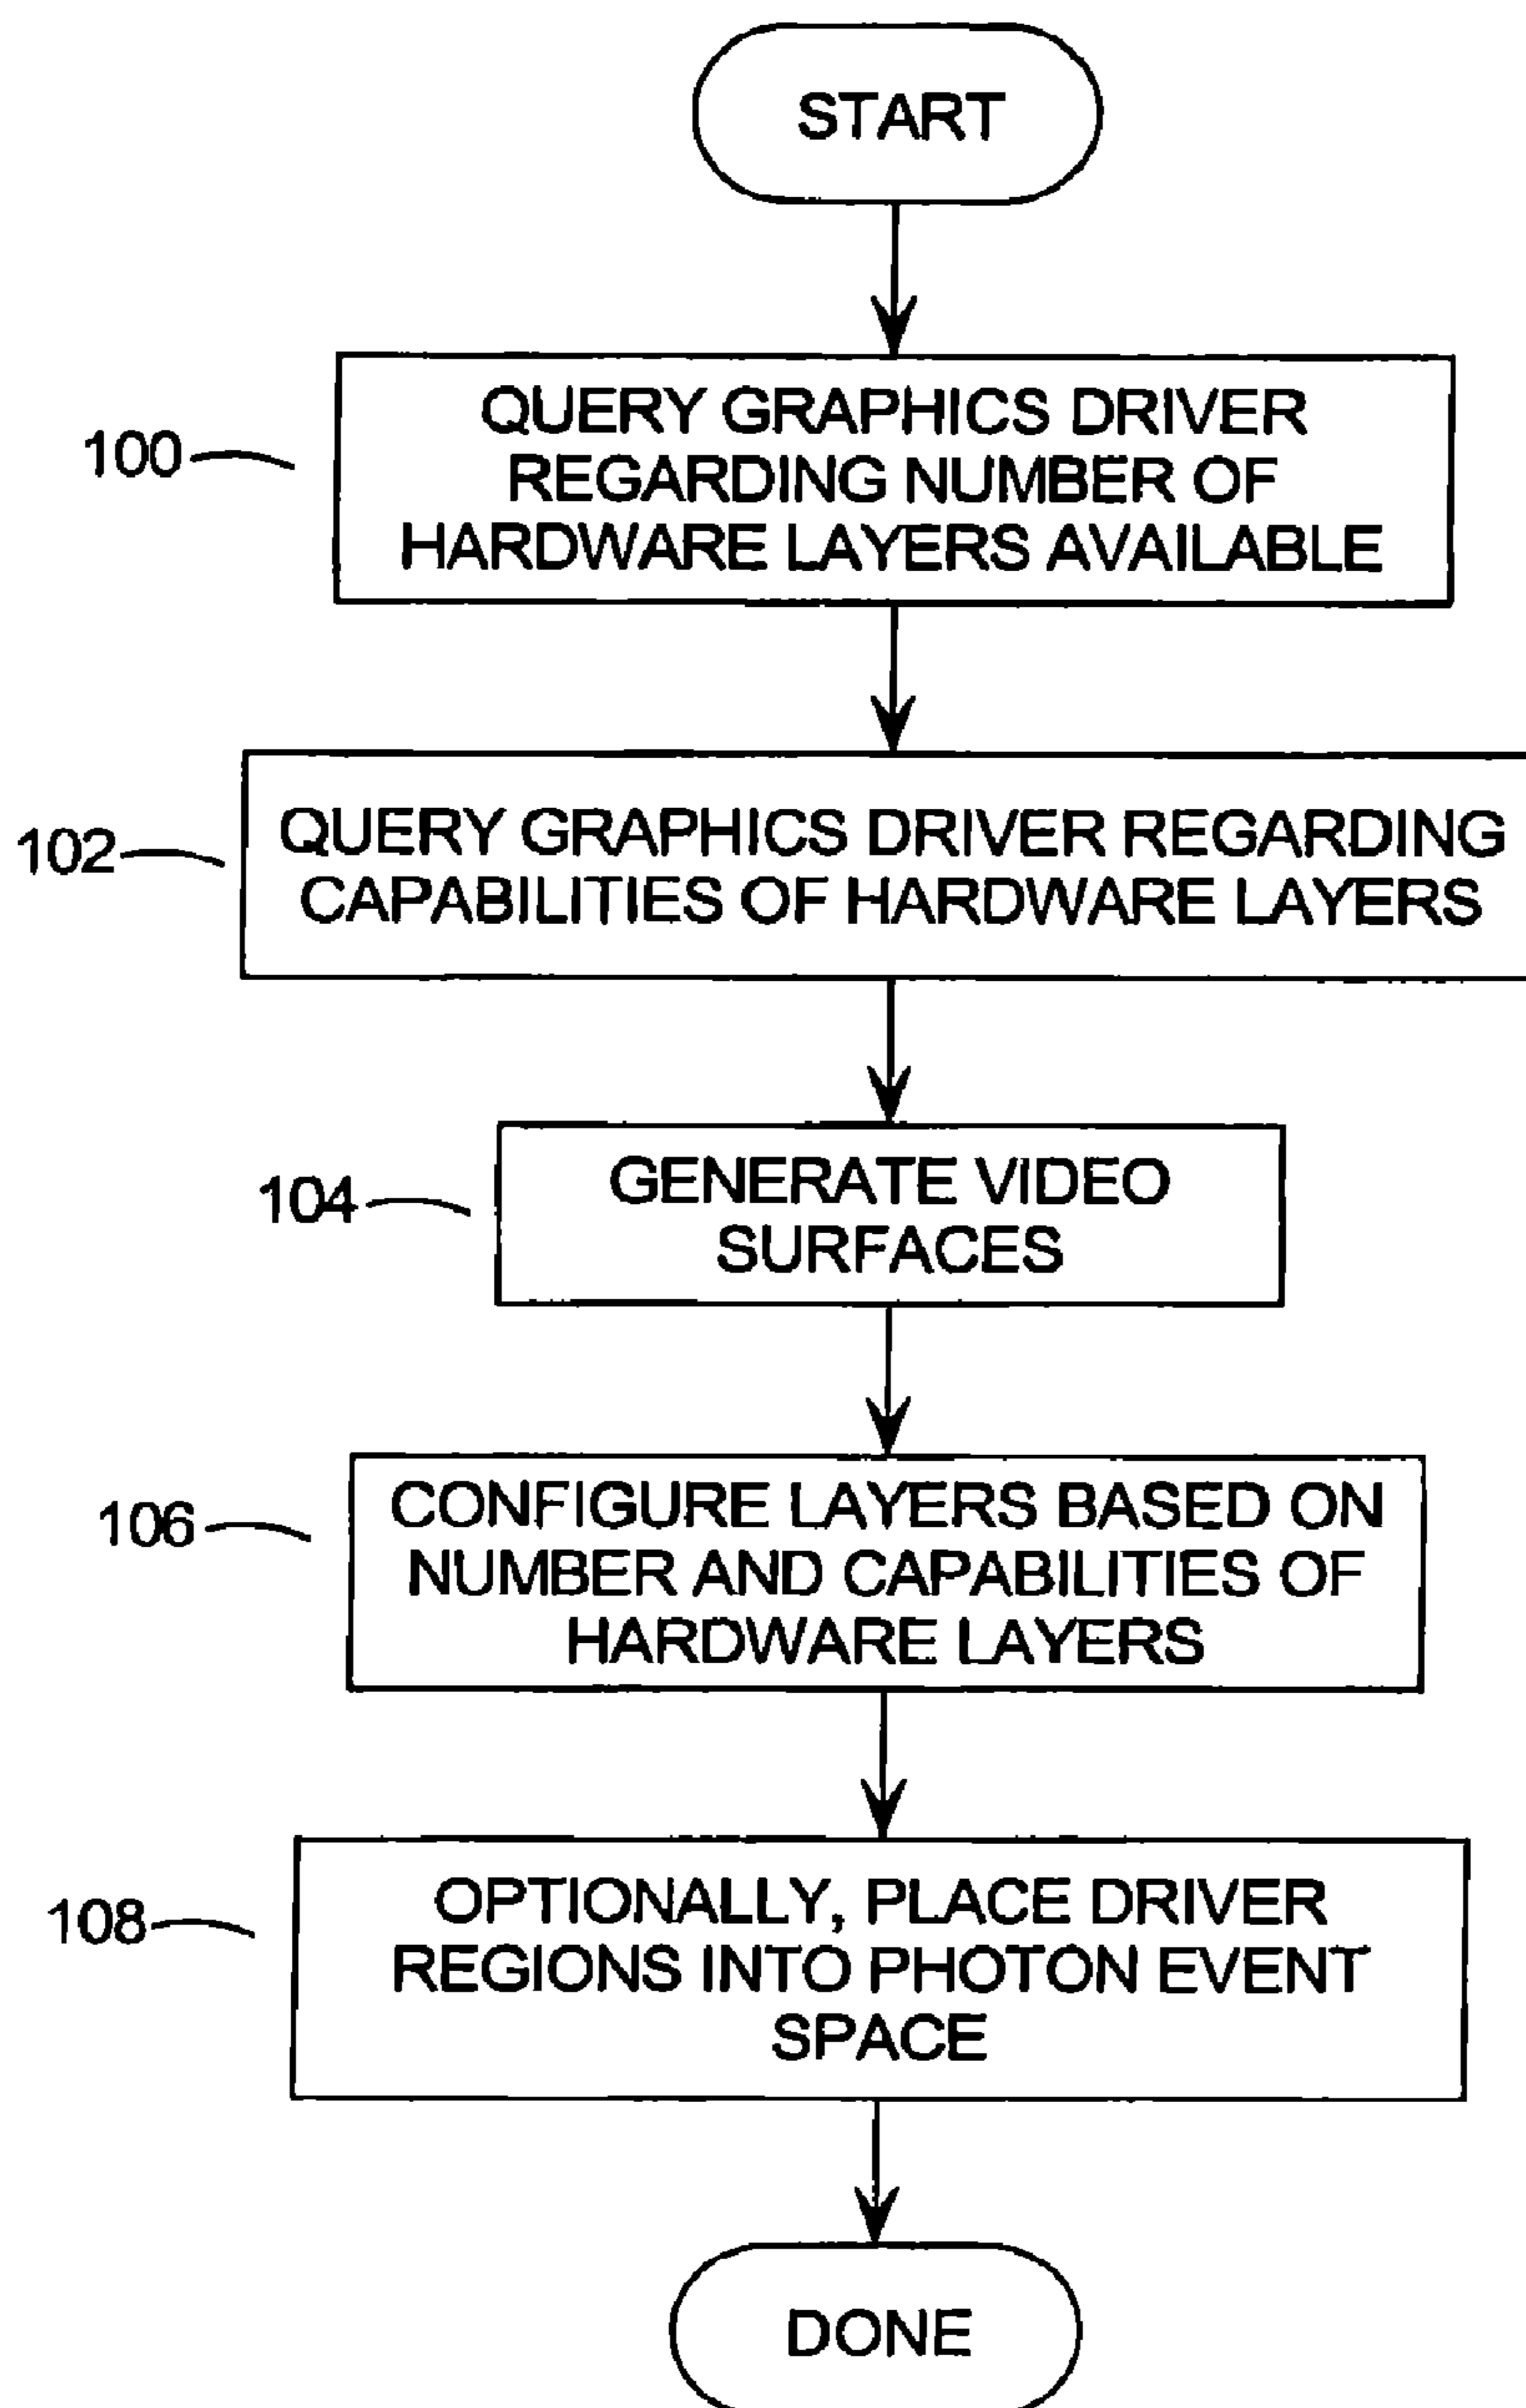 START
100
QUERY GRAPHICS DRIVER
REGARDING NUMBER OF
HARDWARE LAYERS AVAILABLE
102
QUERY GRAPHICS DRIVER REGARDING
CAPABILITIES OF HARDWARE LAYERS
104
GENERATE VIDEO
SURFACES
106
CONFIGURE LAYERS BASED ON
NUMBER AND CAPABILITIES OF
HARDWARE LAYERS
108
OPTIONALLY, PLACE DRIVER
REGIONS INTO PHOTON EVENT
SPACE
DONE